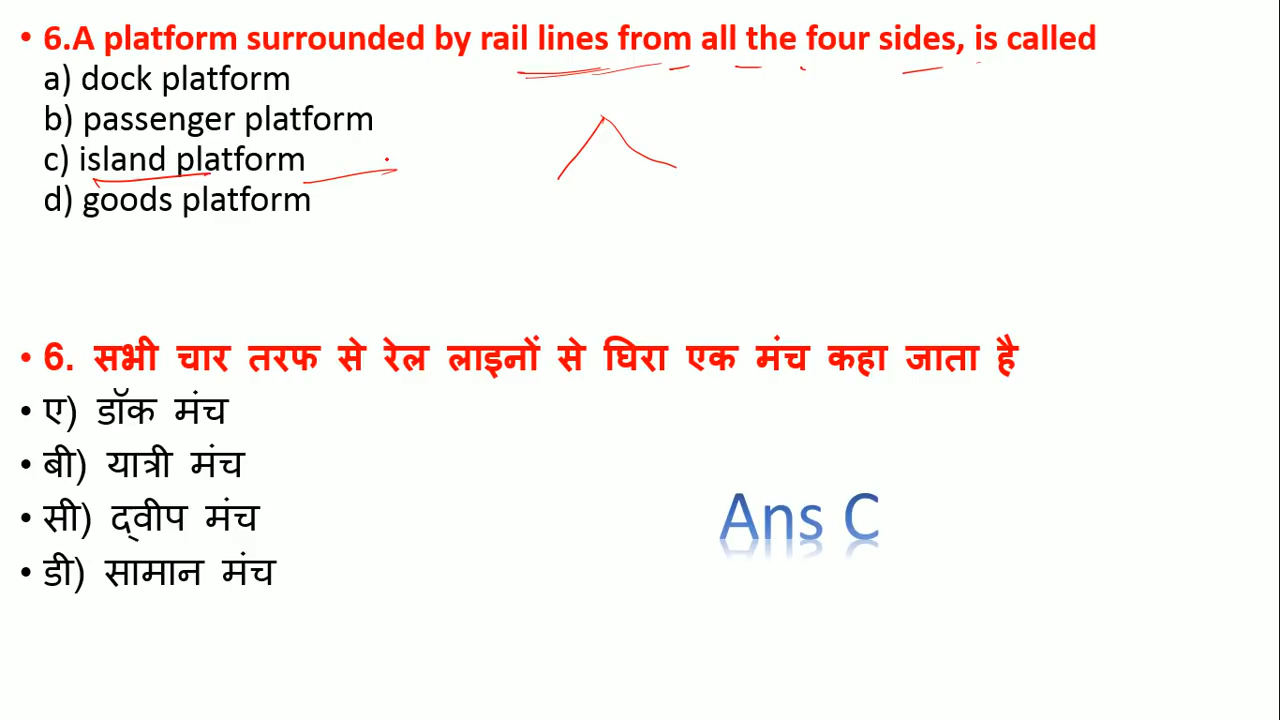 • 6.A platform surrounded by rail lines from all the four sides, is called
a) dock platform
b) passenger platform
c) island platform
d) goods platform
• 6. सभी चार तरफ से रेल लाइनों से घिरा एक मंच कहा जाता है
• ए) डॉक मंच
• बी) यात्री मंच
• सी) द्वीप मंच
• डी) सामान मंच
Ans C